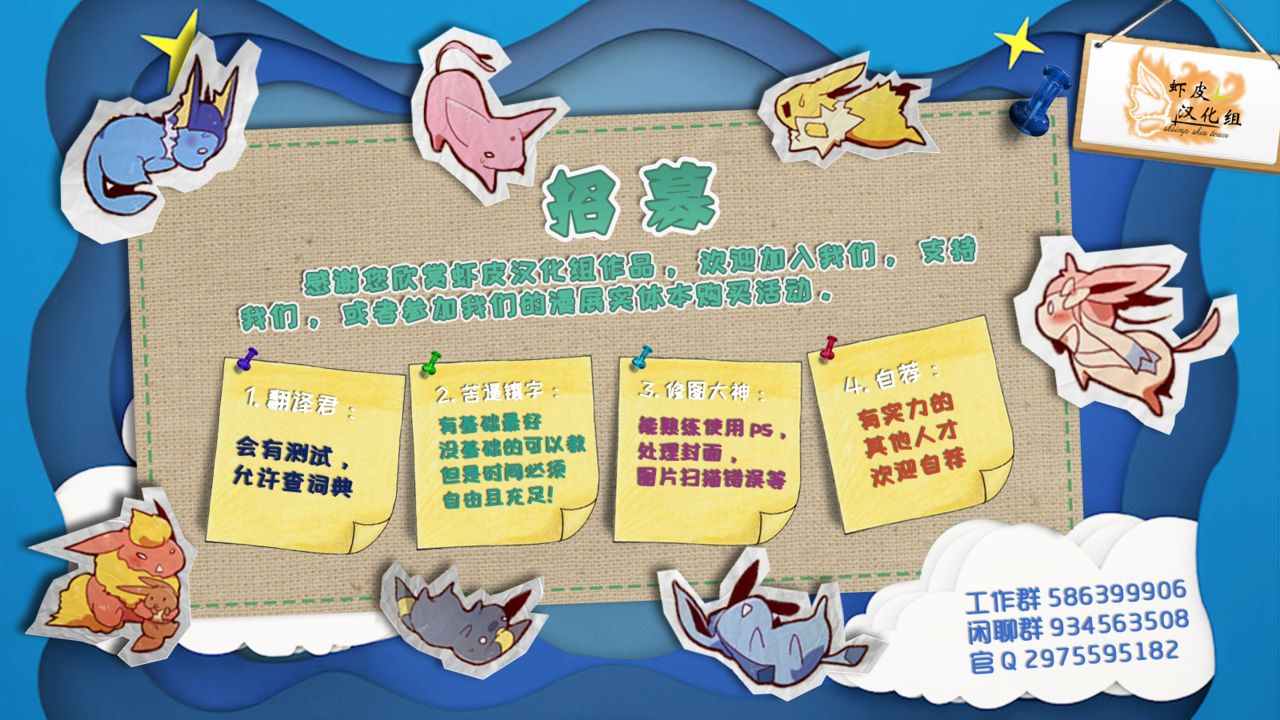 虾皮
汉化组
shrimp skin team
招募
感谢您欣赏虾皮汉化组作品，欢迎加入我们，支持
我们，或者参加我们的漫展实体本购买活动。
1.翻译君：
会有测试，
允许查词典
2.苦逼镶字：
有基础最好
没基础的可以教
但是时间必须
自由且充足！
3.修图大神：
能熟练使用PS，
处理封面，
图片扫描错误等
4.自荐：
有实力的
其他人才
欢迎自荐
工作群 586399906
闲聊群 934563508
官Q 2975595182